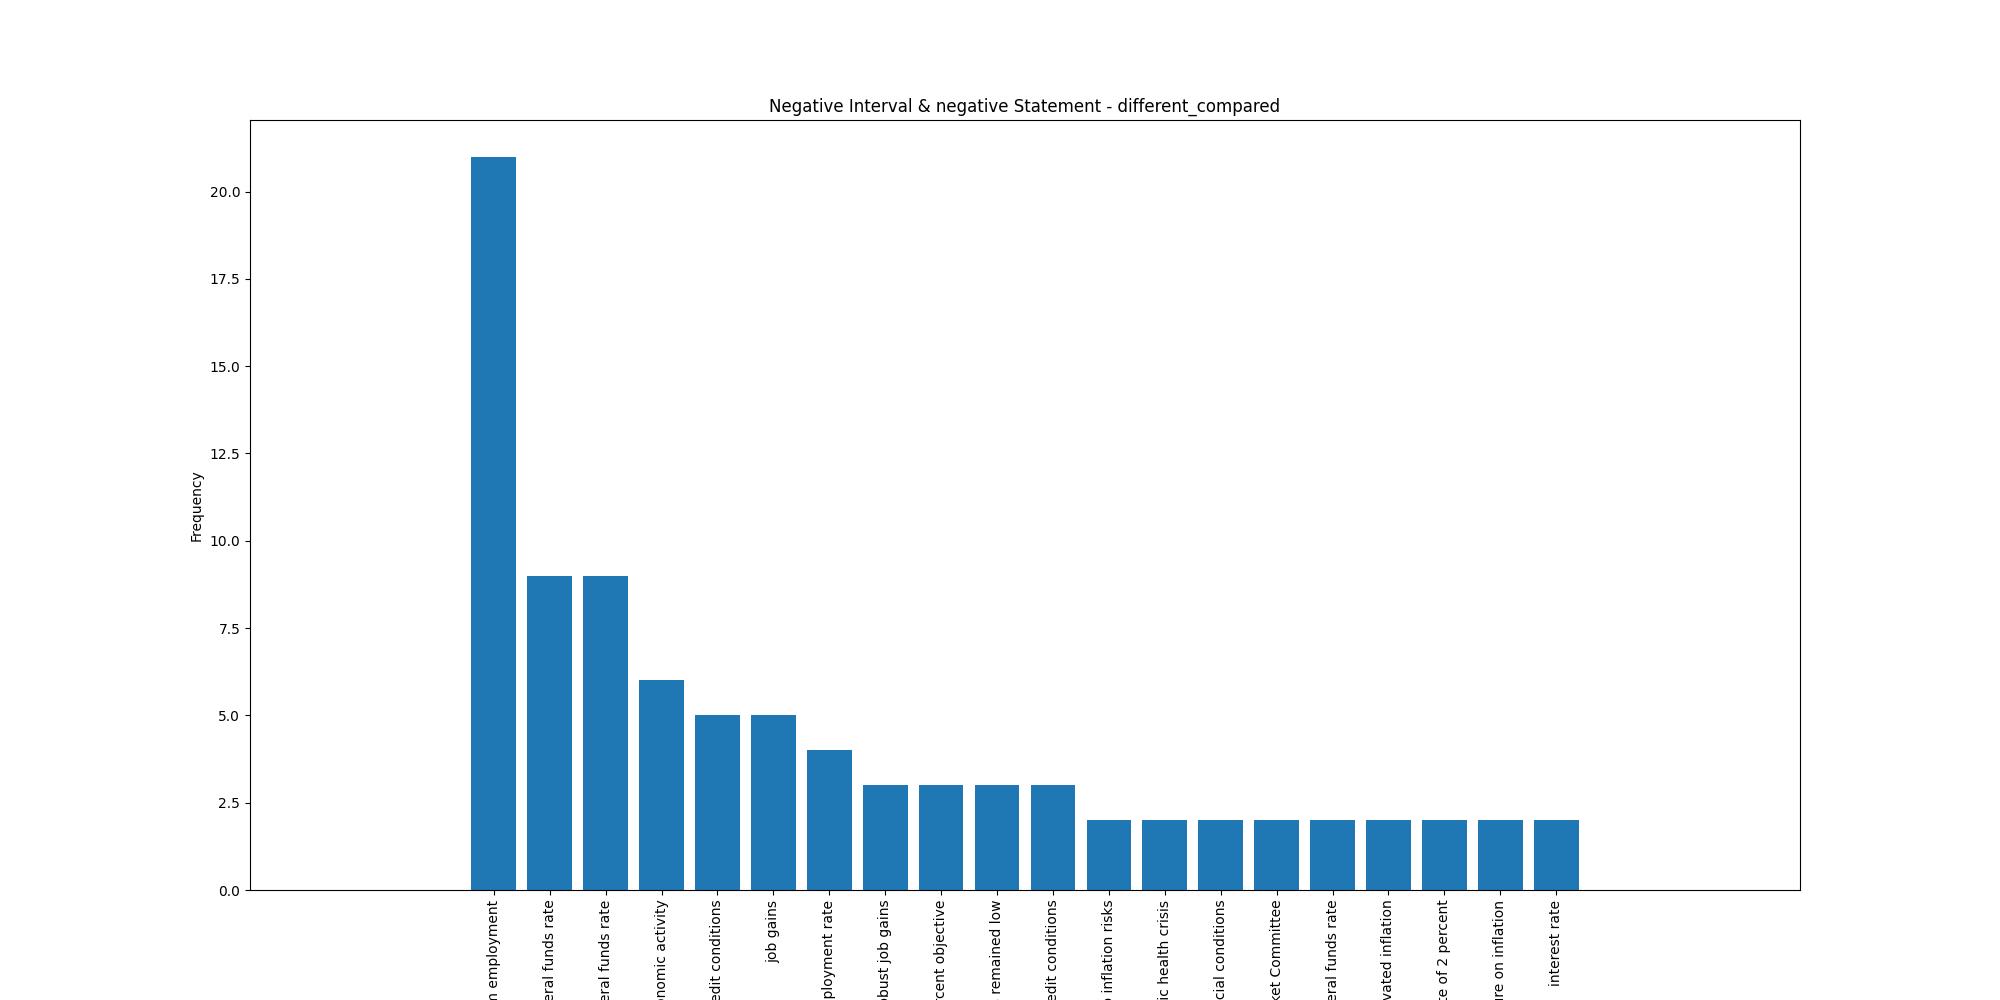 Negative Interval & negative Statement - different_compared
Frequency
20.0
17.5
15.0
12.5
10.0
7.5
5.0
2.5
0.0
m employment
eral funds rate
eral funds rate
nomic activity
edit conditions
job gains
ployment rate
obust job gains
rcent objective
remained low
edit conditions
o inflation risks
ic health crisis
cial conditions
ket Committee
eral funds rate
vated inflation
te of 2 percent
ure on inflation
interest rate